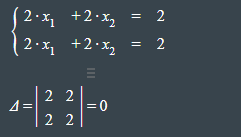 { 2·x₁ +2·x₂ = 2
2·x₁ +2·x₂ = 2
≡
Δ=|2 2|=0
|2 2|